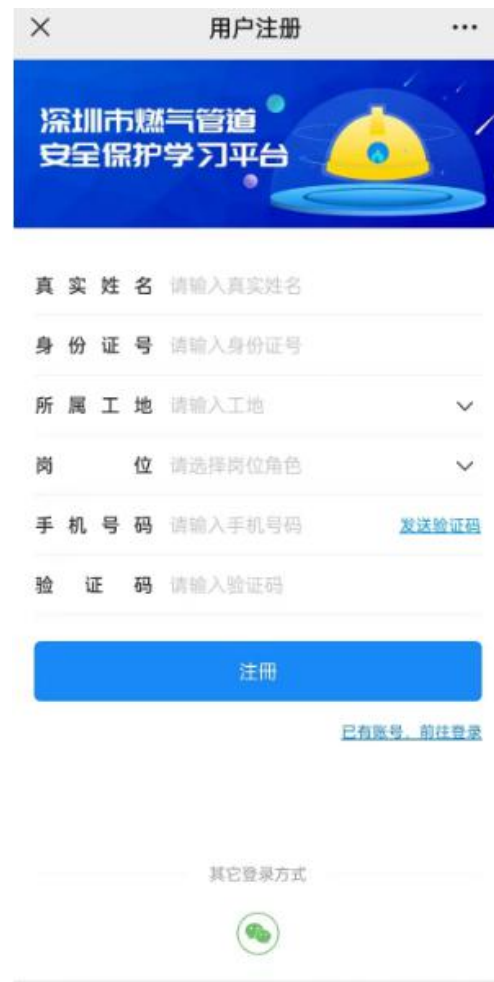 用户注册
深圳市燃气管道
安全保护学习平台
真实姓名 请输入真实姓名
身份证号 请输入身份证号
所属工地 请输入工地
岗位 请选择岗位角色
手机号码 请输入手机号码 发送验证码
验证码 请输入验证码
注冊
已有账号，前往登录
其它登录方式